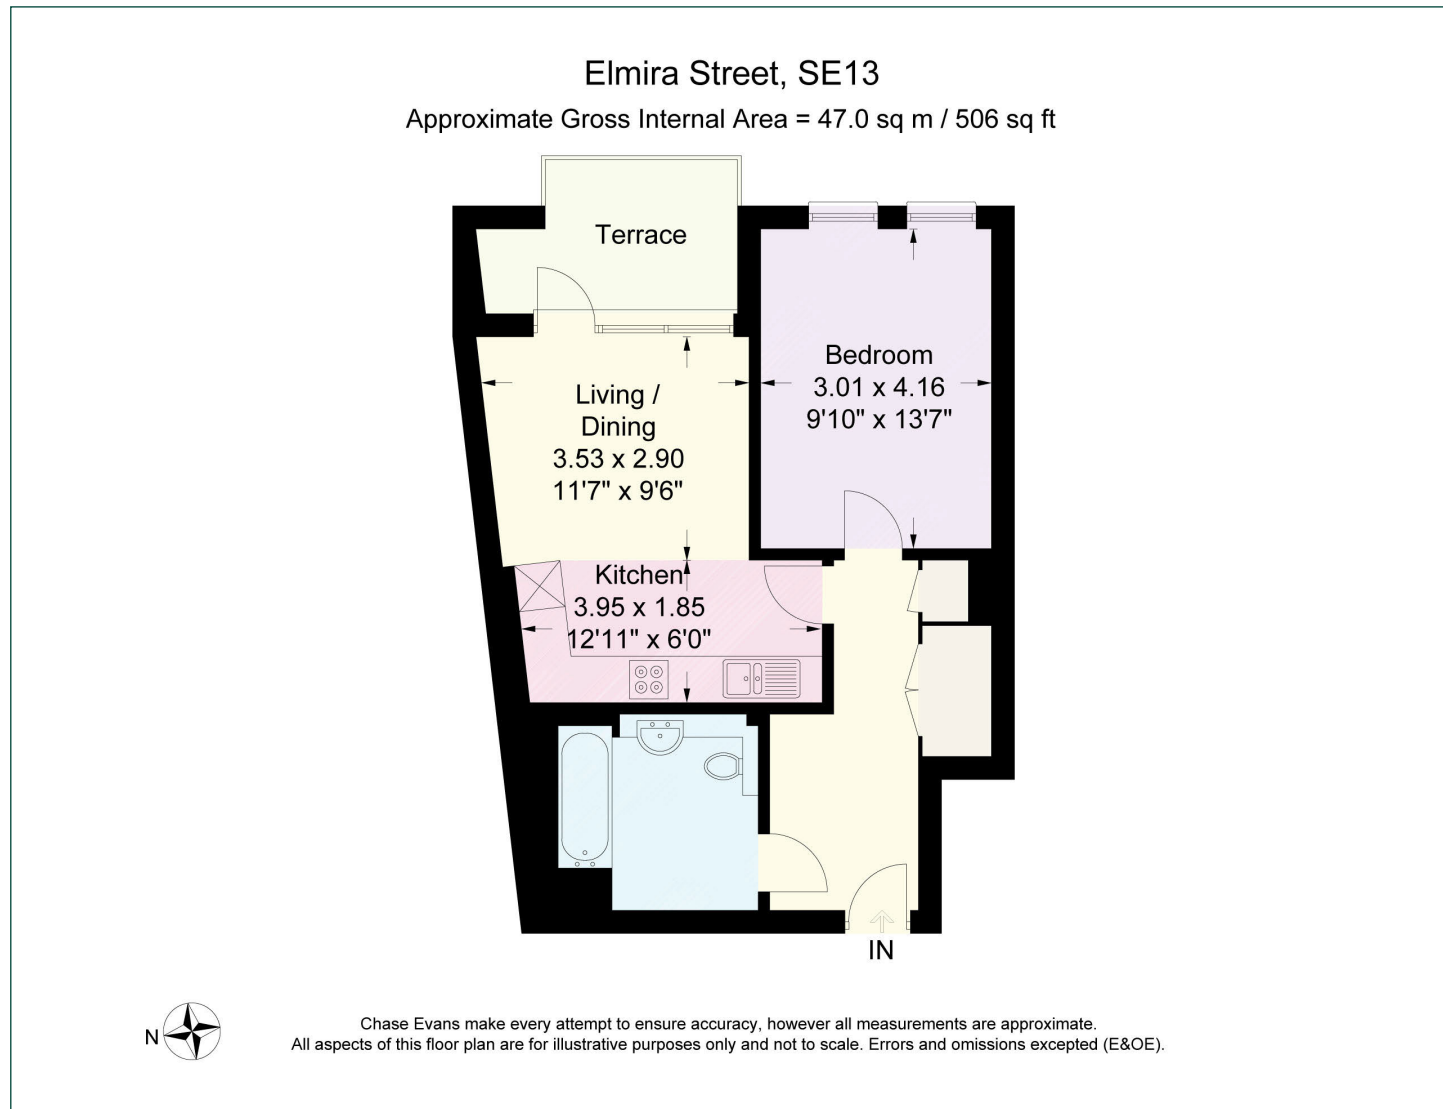 Elmira Street, SE13
Approximate Gross Internal Area = 47.0 sq m / 506 sq ft
Terrace
Bedroom
3.01 x 4.16
9'10" x 13'7"
Living /
Dining
3.53 x 2.90
11'7" x 9'6"
Kitchen
3.95 x 1.85
12'11" x 6'0"
IN
N
Chase Evans make every attempt to ensure accuracy, however all measurements are approximate.
All aspects of this floor plan are for illustrative purposes only and not to scale. Errors and omissions excepted (E&OE).